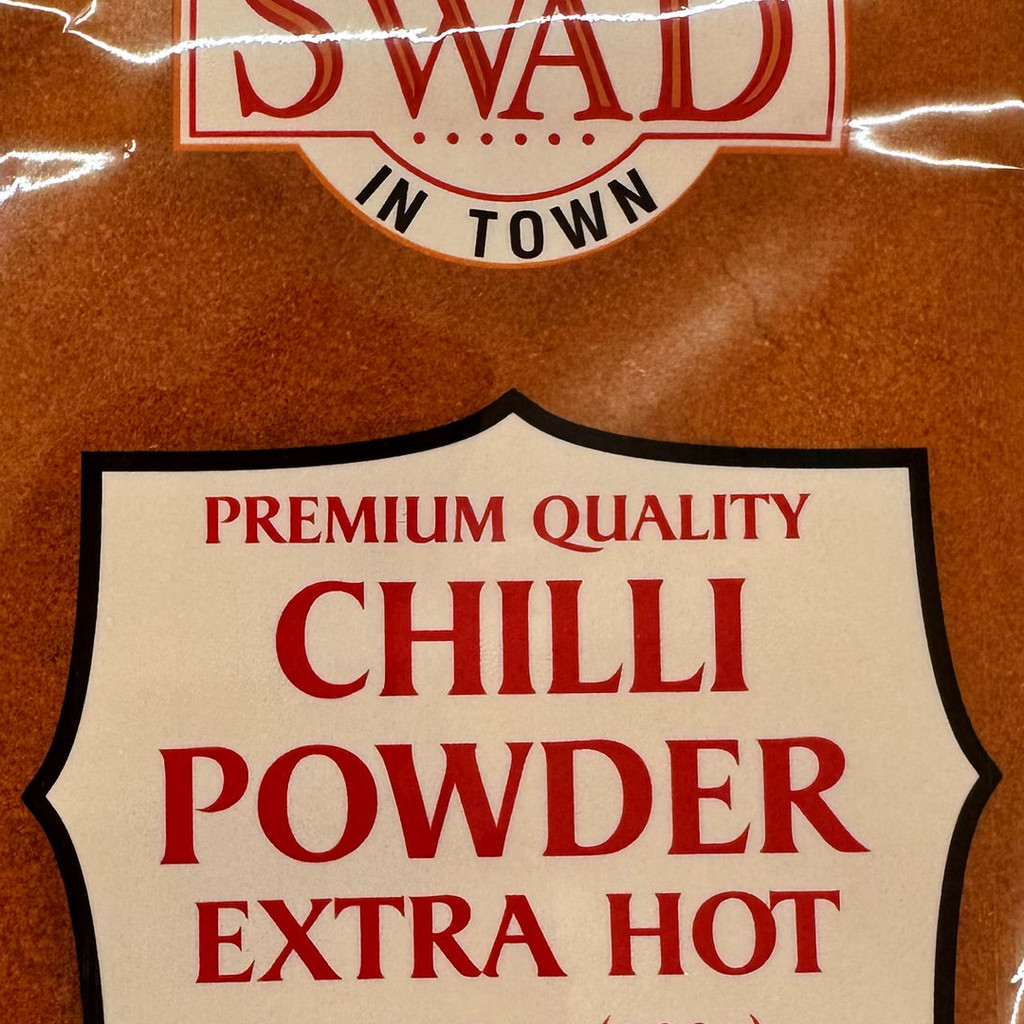 SWAD
IN TOWN
PREMIUM QUALITY
CHILLI
POWDER
EXTRA HOT